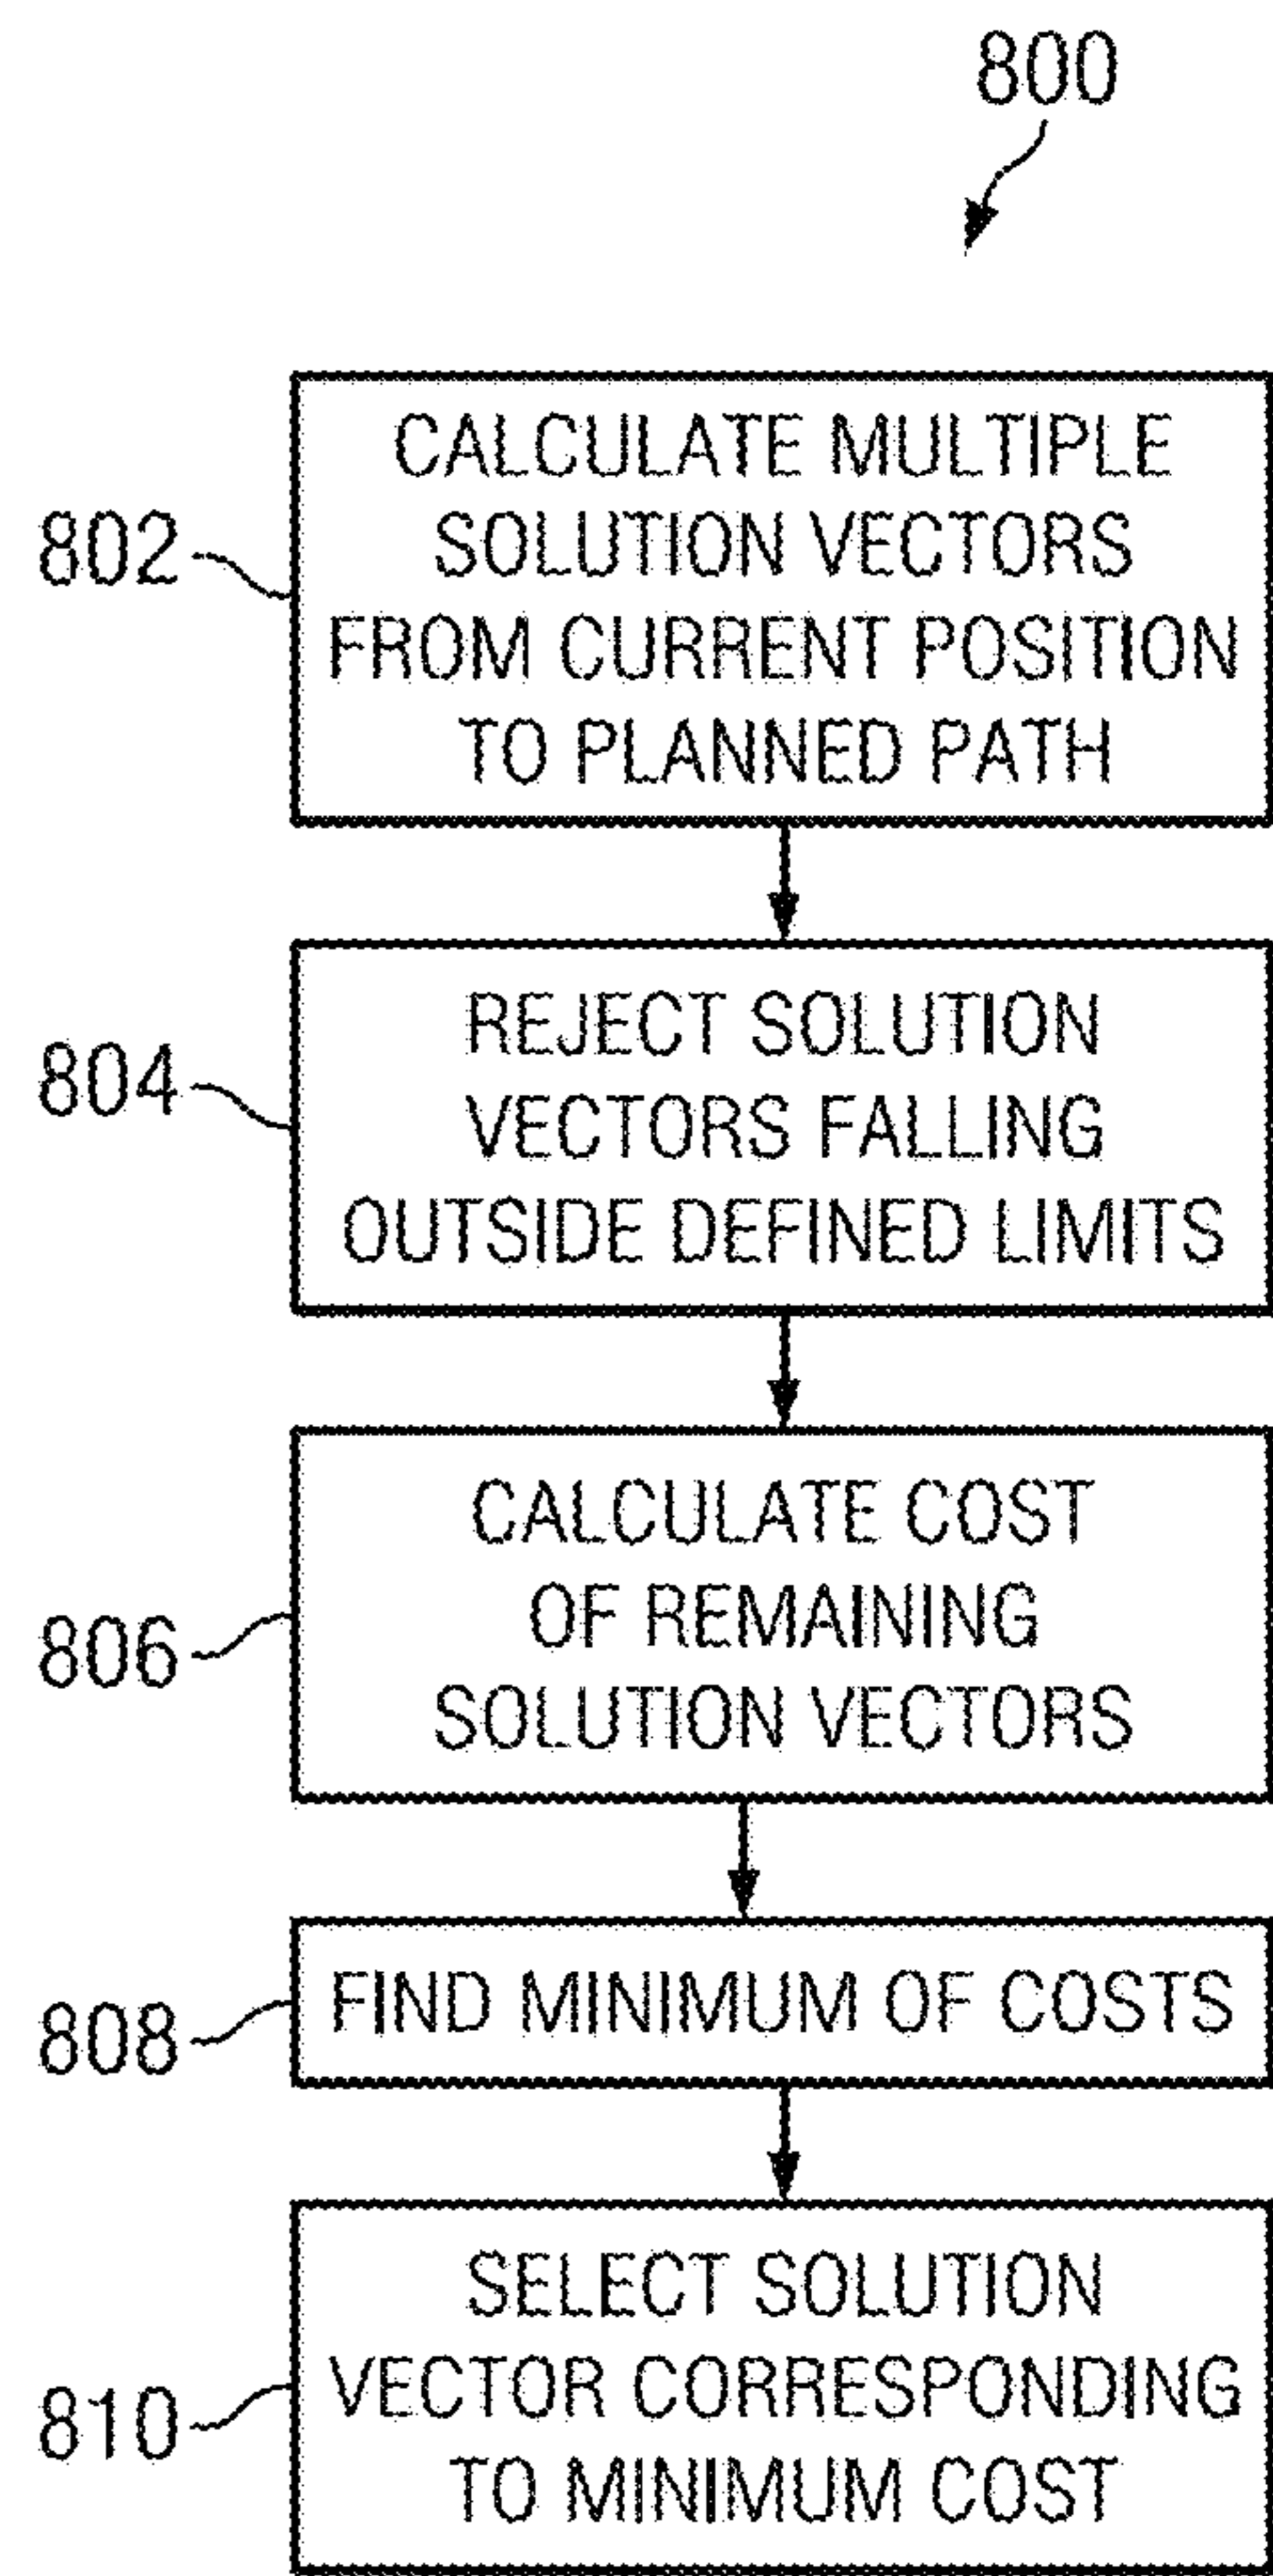 800
802
CALCULATE MULTIPLE
SOLUTION VECTORS
FROM CURRENT POSITION
TO PLANNED PATH
804
REJECT SOLUTION
VECTORS FALLING
OUTSIDE DEFINED LIMITS
806
CALCULATE COST
OF REMAINING
SOLUTION VECTORS
808
FIND MINIMUM OF COSTS
810
SELECT SOLUTION
VECTOR CORRESPONDING
TO MINIMUM COST